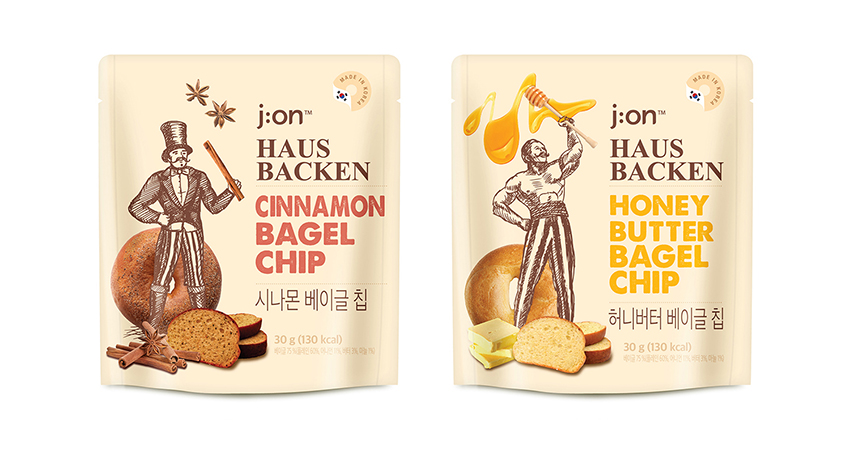 MADE IN KOREA
j:on™
HAUS
BACKEN
CINNAMON
BAGEL
CHIP
시나몬 베이글 칩
30 g (130 kcal)
MADE IN KOREA
j:on™
HAUS
BACKEN
HONEY
BUTTER
BAGEL
CHIP
허니버터 베이글 칩
30 g (130 kcal)